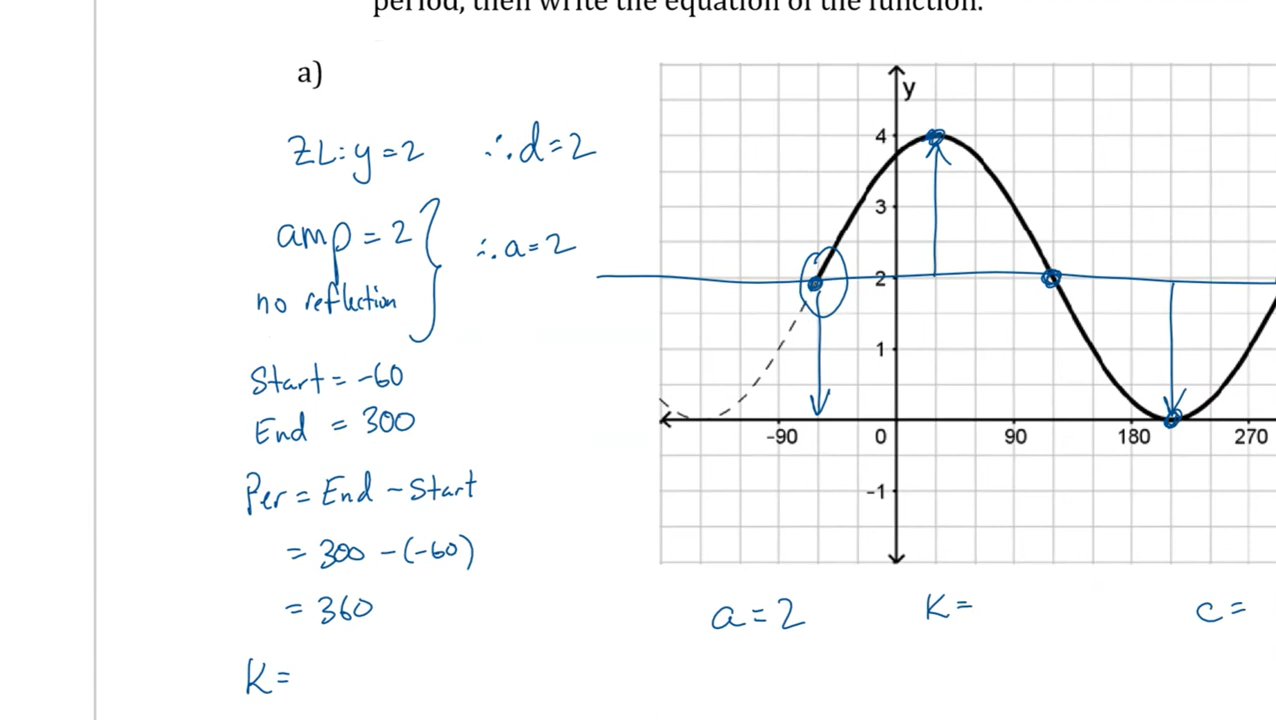 period, then write the equation of the function.
a)
ZL: y=2 ∴ d=2
amp = 2
no reflection
∴ a=2
Start = -60
End = 300
Per = End - Start
= 300 - (-60)
= 360
K =
y
4
3
2
1
-1
-90 0 90 180 270
a = 2 K = c =